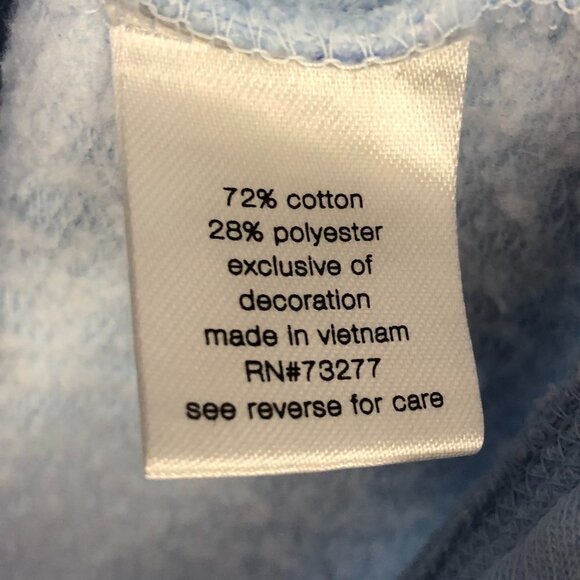 72% cotton
28% polyester
exclusive of
decoration
made in vietnam
RN#73277
see reverse for care